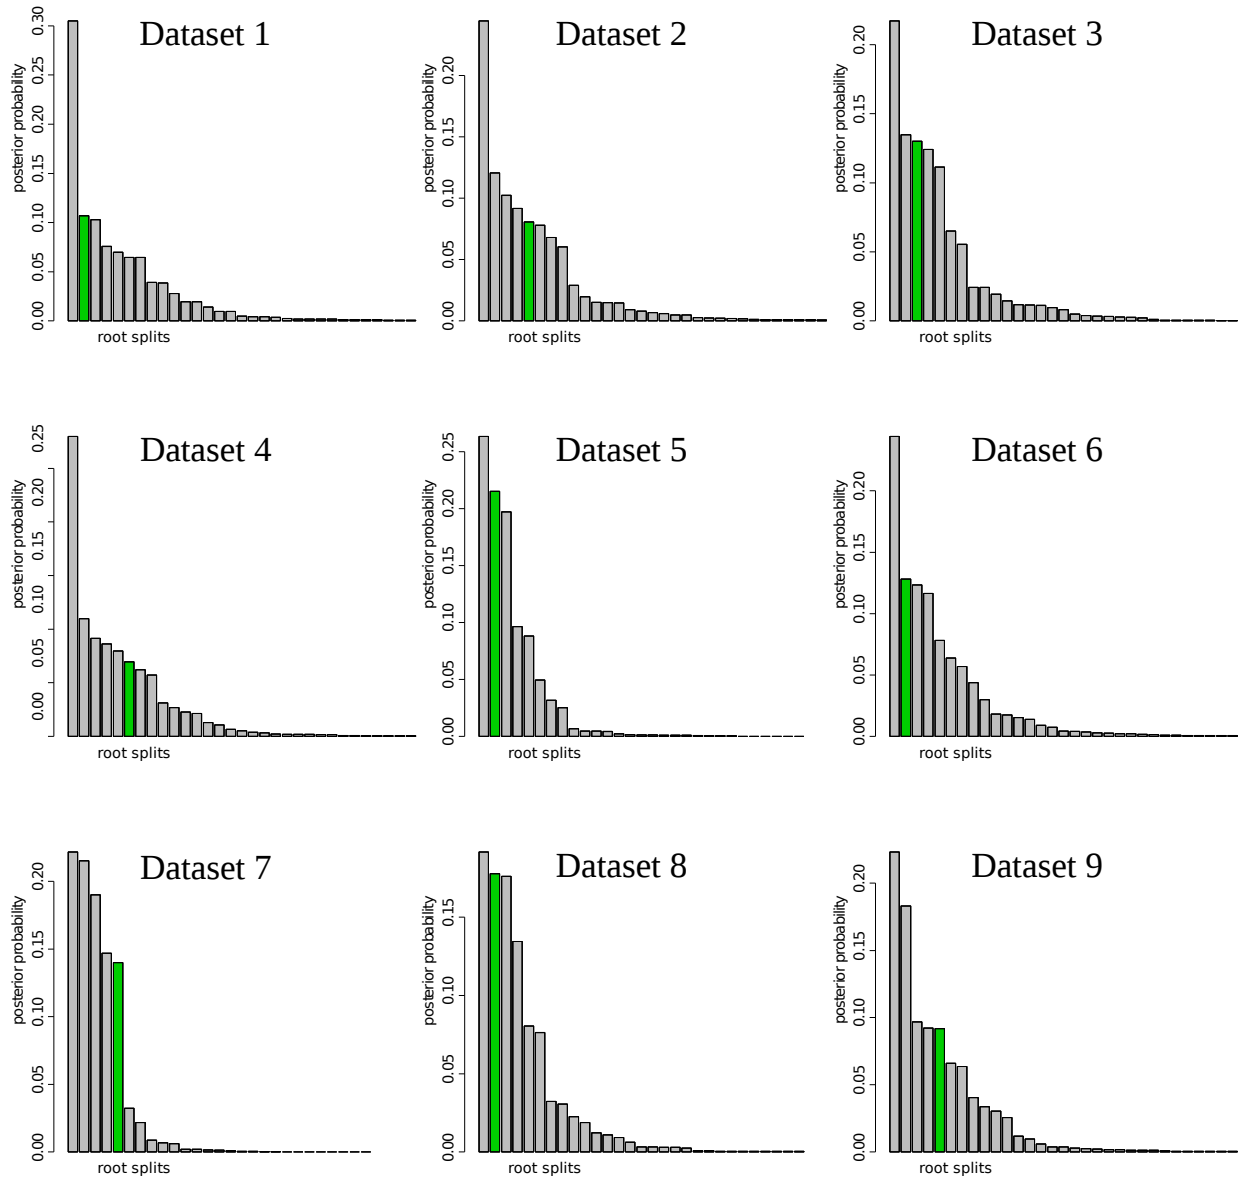 Dataset 1
posterior probability
0.30
0.25
0.20
0.15
0.10
0.05
0.00
root splits
Dataset 2
posterior probability
0.20
0.15
0.10
0.05
0.00
root splits
Dataset 3
posterior probability
0.20
0.15
0.10
0.05
0.00
root splits
Dataset 4
posterior probability
0.25
0.20
0.15
0.10
0.05
0.00
root splits
Dataset 5
posterior probability
0.25
0.20
0.15
0.10
0.05
0.00
root splits
Dataset 6
posterior probability
0.20
0.15
0.10
0.05
0.00
root splits
Dataset 7
posterior probability
0.20
0.15
0.10
0.05
0.00
root splits
Dataset 8
posterior probability
0.15
0.10
0.05
0.00
root splits
Dataset 9
posterior probability
0.20
0.15
0.10
0.05
0.00
root splits